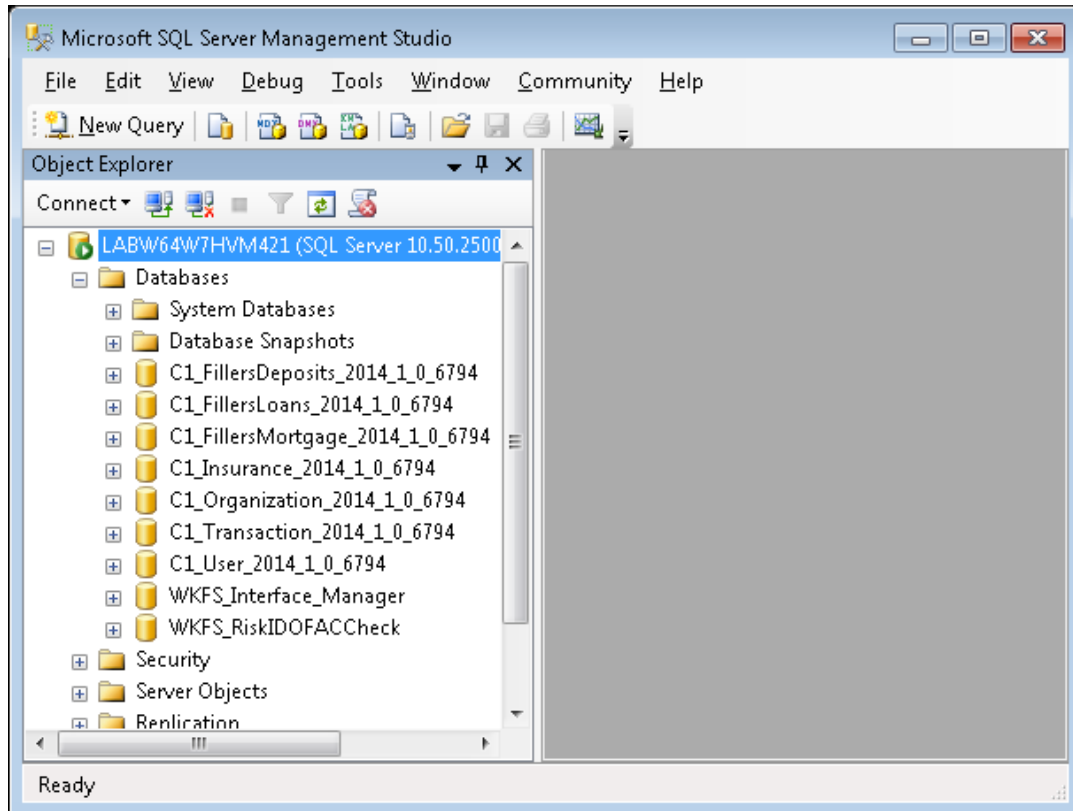 Microsoft SQL Server Management Studio
File Edit View Debug Tools Window Community Help
New Query
Object Explorer
Connect
LABW64W7HVM421 (SQL Server 10.50.2500
Databases
System Databases
Database Snapshots
C1_FillersDeposits_2014_1_0_6794
C1_FillersLoans_2014_1_0_6794
C1_FillersMortgage_2014_1_0_6794
C1_Insurance_2014_1_0_6794
C1_Organization_2014_1_0_6794
C1_Transaction_2014_1_0_6794
C1_User_2014_1_0_6794
WKFS_Interface_Manager
WKFS_RiskIDOFACCheck
Security
Server Objects
Replication
Ready